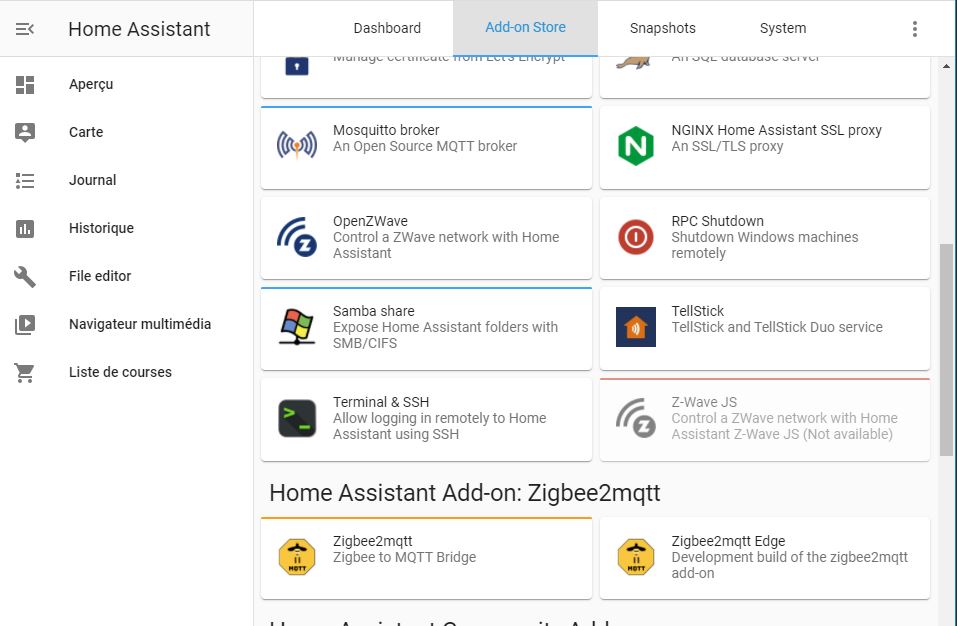 Home Assistant
Dashboard
Add-on Store
Snapshots
System
Aperçu
Carte
Journal
Historique
File editor
Navigateur multimédia
Liste de courses
Manage certificate from Let's Encrypt
An SQL database server
Mosquitto broker
An Open Source MQTT broker
NGINX Home Assistant SSL proxy
An SSL/TLS proxy
OpenZWave
Control a ZWave network with Home
Assistant
RPC Shutdown
Shutdown Windows machines
remotely
Samba share
Expose Home Assistant folders with
SMB/CIFS
TellStick
TellStick and TellStick Duo service
Terminal & SSH
Allow logging in remotely to Home
Assistant using SSH
Z-Wave JS
Control a ZWave network with Home
Assistant Z-Wave JS (Not available)
Home Assistant Add-on: Zigbee2mqtt
MQTT
Zigbee2mqtt
Zigbee to MQTT Bridge
MQTT
Zigbee2mqtt Edge
Development build of the zigbee2mqtt
add-on
Home Assistant Community Add